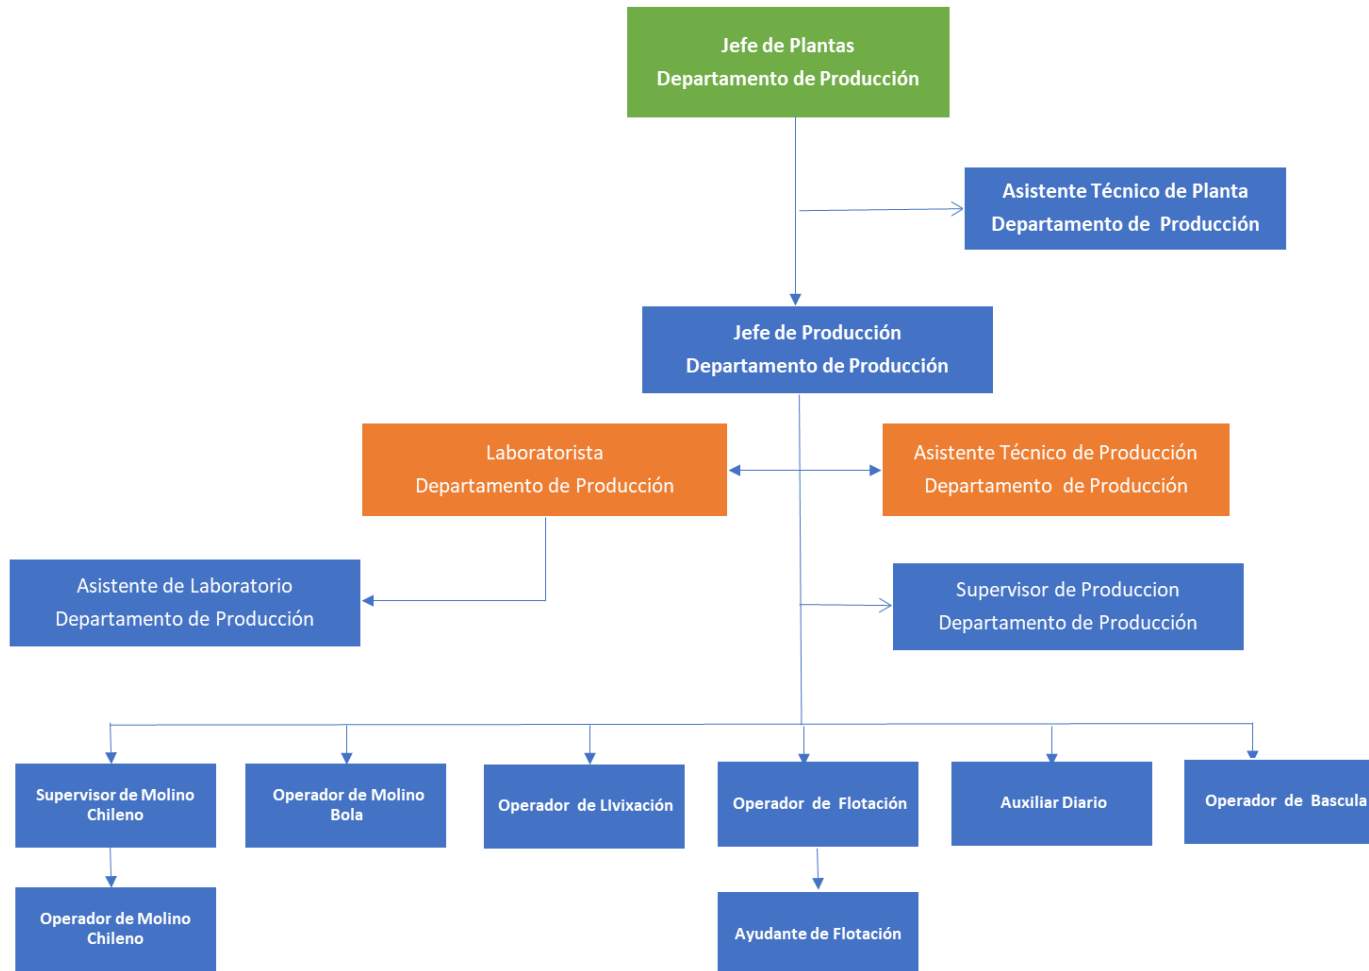 Jefe de Plantas
Departamento de Producción
Asistente Técnico de Planta
Departamento de Producción
Jefe de Producción
Departamento de Producción
Laboratorista
Departamento de Producción
Asistente Técnico de Producción
Departamento de Producción
Asistente de Laboratorio
Departamento de Producción
Supervisor de Produccion
Departamento de Producción
Supervisor de Molino
Chileno
Operador de Molino
Bola
Operador de LIvixación
Operador de Flotación
Auxiliar Diario
Operador de Bascula
Operador de Molino
Chileno
Ayudante de Flotación